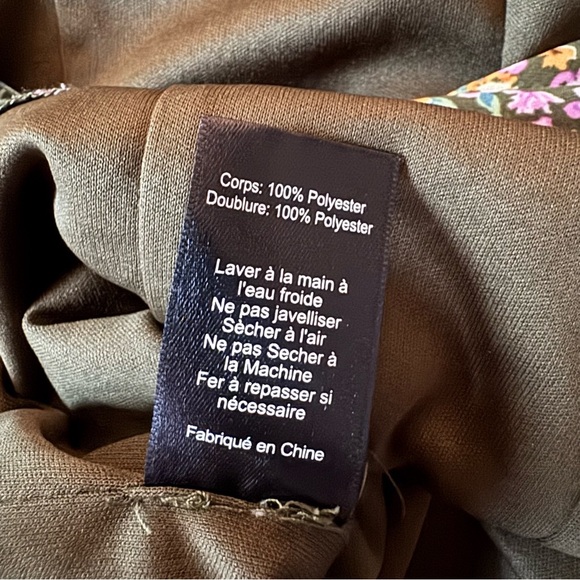 Corps: 100% Polyester
Doublure: 100% Polyester
Laver à la main à
l'eau froide
Ne pas javelliser
Sècher à l'air
Ne pas Secher à
la Machine
Fer à repasser si
nécessaire
Fabriqué en Chine